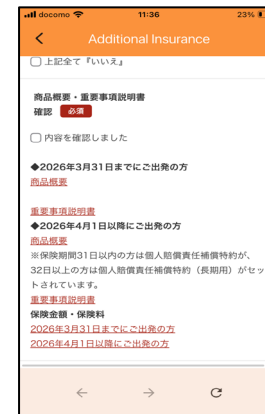 docomo 11:36 23%
Additional Insurance
上記全て『いいえ』
商品概要・重要事項説明書
確認 必須
内容を確認しました
◆2026年3月31日までにご出発の方
商品概要
重要事項説明書
◆2026年4月1日以降にご出発の方
商品概要
※保険期間31日以内の方は個人賠償責任補償特約が、
32日以上の方は個人賠償責任補償特約（長期用）がセッ
トされています。
重要事項説明書
保険金額・保険料
2026年3月31日までにご出発の方
2026年4月1日以降にご出発の方